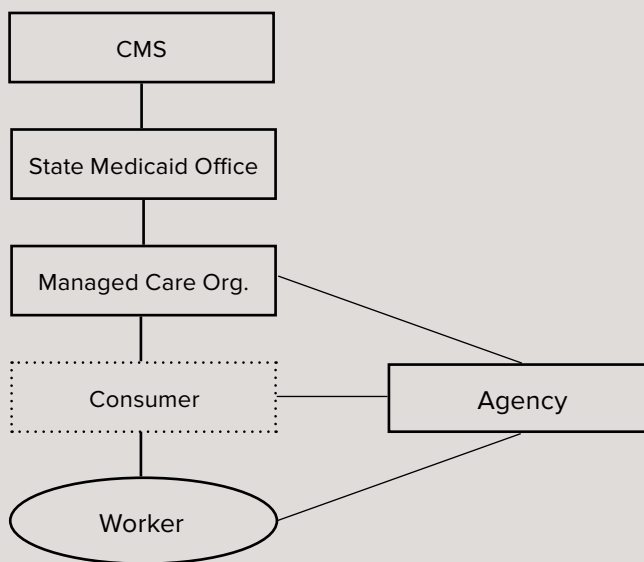 CMS
State Medicaid Office
Managed Care Org.
Consumer
Agency
Worker